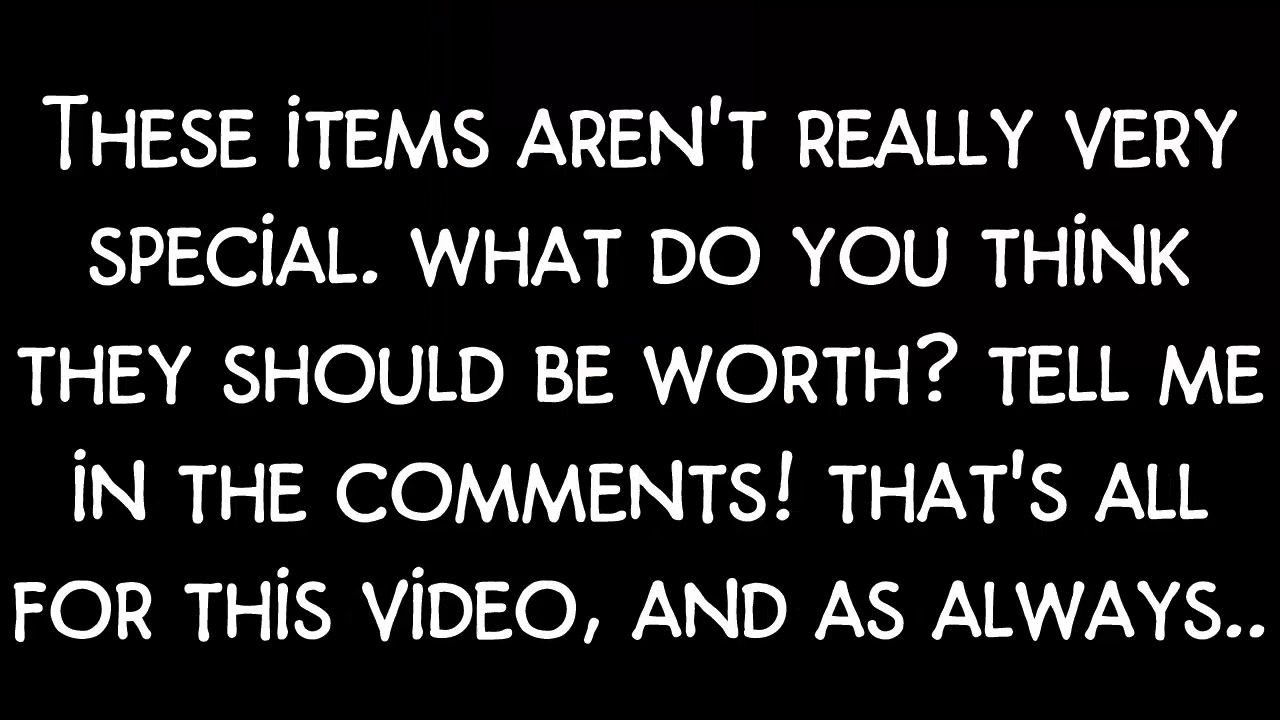 These items aren't really very
special. what do you think
they should be worth? tell me
in the comments! that's all
for this video, and as always..